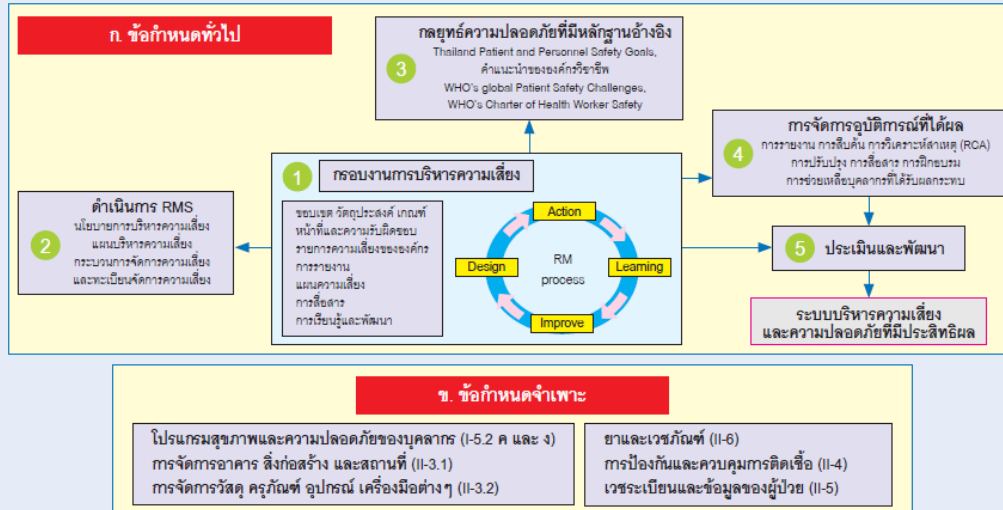 ก. ข้อกำหนดทั่วไป
3
กลยุทธ์ความปลอดภัยที่มีหลักฐานอ้างอิง
Thailand Patient and Personnel Safety Goals,
คำแนะนำขององค์กรวิชาชีพ
WHO's global Patient Safety Challenges,
WHO's Charter of Health Worker Safety
4
การจัดการอุบัติการณ์ที่ได้ผล
การรายงาน การสืบค้น การวิเคราะห์สาเหตุ (RCA)
การปรับปรุง การสื่อสาร การฝึกอบรม
การช่วยเหลือบุคลากรที่ได้รับผลกระทบ
1
กรอบงานการบริหารความเสี่ยง
ขอบเขต วัตถุประสงค์ เกณฑ์
หน้าที่และความรับผิดชอบ
รายการความเสี่ยงขององค์กร
การรายงาน
แผนความเสี่ยง
การสื่อสาร
การเรียนรู้และพัฒนา
Action
Design
RM
process
Learning
Improve
2
ดำเนินการ RMS
นโยบายการบริหารความเสี่ยง
แผนบริหารความเสี่ยง
กระบวนการจัดการความเสี่ยง
และทะเบียนจัดการความเสี่ยง
5
ประเมินและพัฒนา
ระบบบริหารความเสี่ยง
และความปลอดภัยที่มีประสิทธิผล
ข. ข้อกำหนดจำเพาะ
โปรแกรมสุขภาพและความปลอดภัยของบุคลากร (I-5.2 ค และ ง)
การจัดการอาคาร สิ่งก่อสร้าง และสถานที่ (II-3.1)
การจัดการวัสดุ ครุภัณฑ์ อุปกรณ์ เครื่องมือต่างๆ (II-3.2)
ยาและเวชภัณฑ์ (II-6)
การป้องกันและควบคุมการติดเชื้อ (II-4)
เวชระเบียนและข้อมูลของผู้ป่วย (II-5)